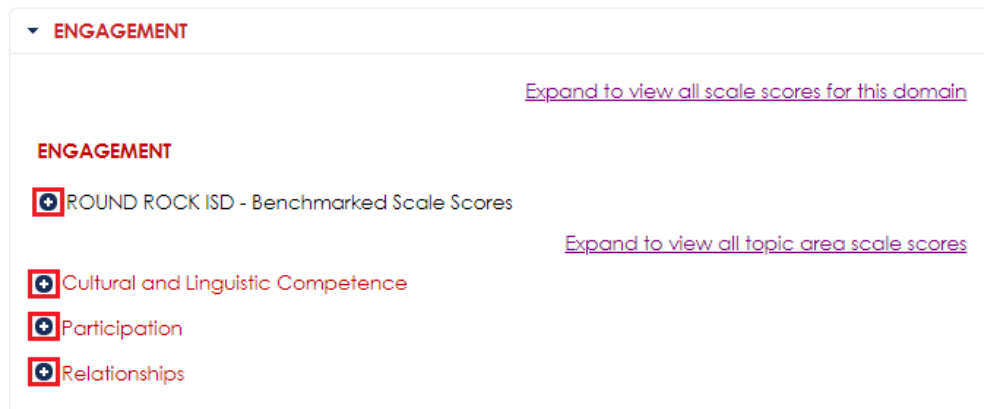 ENGAGEMENT
Expand to view all scale scores for this domain
ENGAGEMENT
ROUND ROCK ISD - Benchmarked Scale Scores
Expand to view all topic area scale scores
Cultural and Linguistic Competence
Participation
Relationships